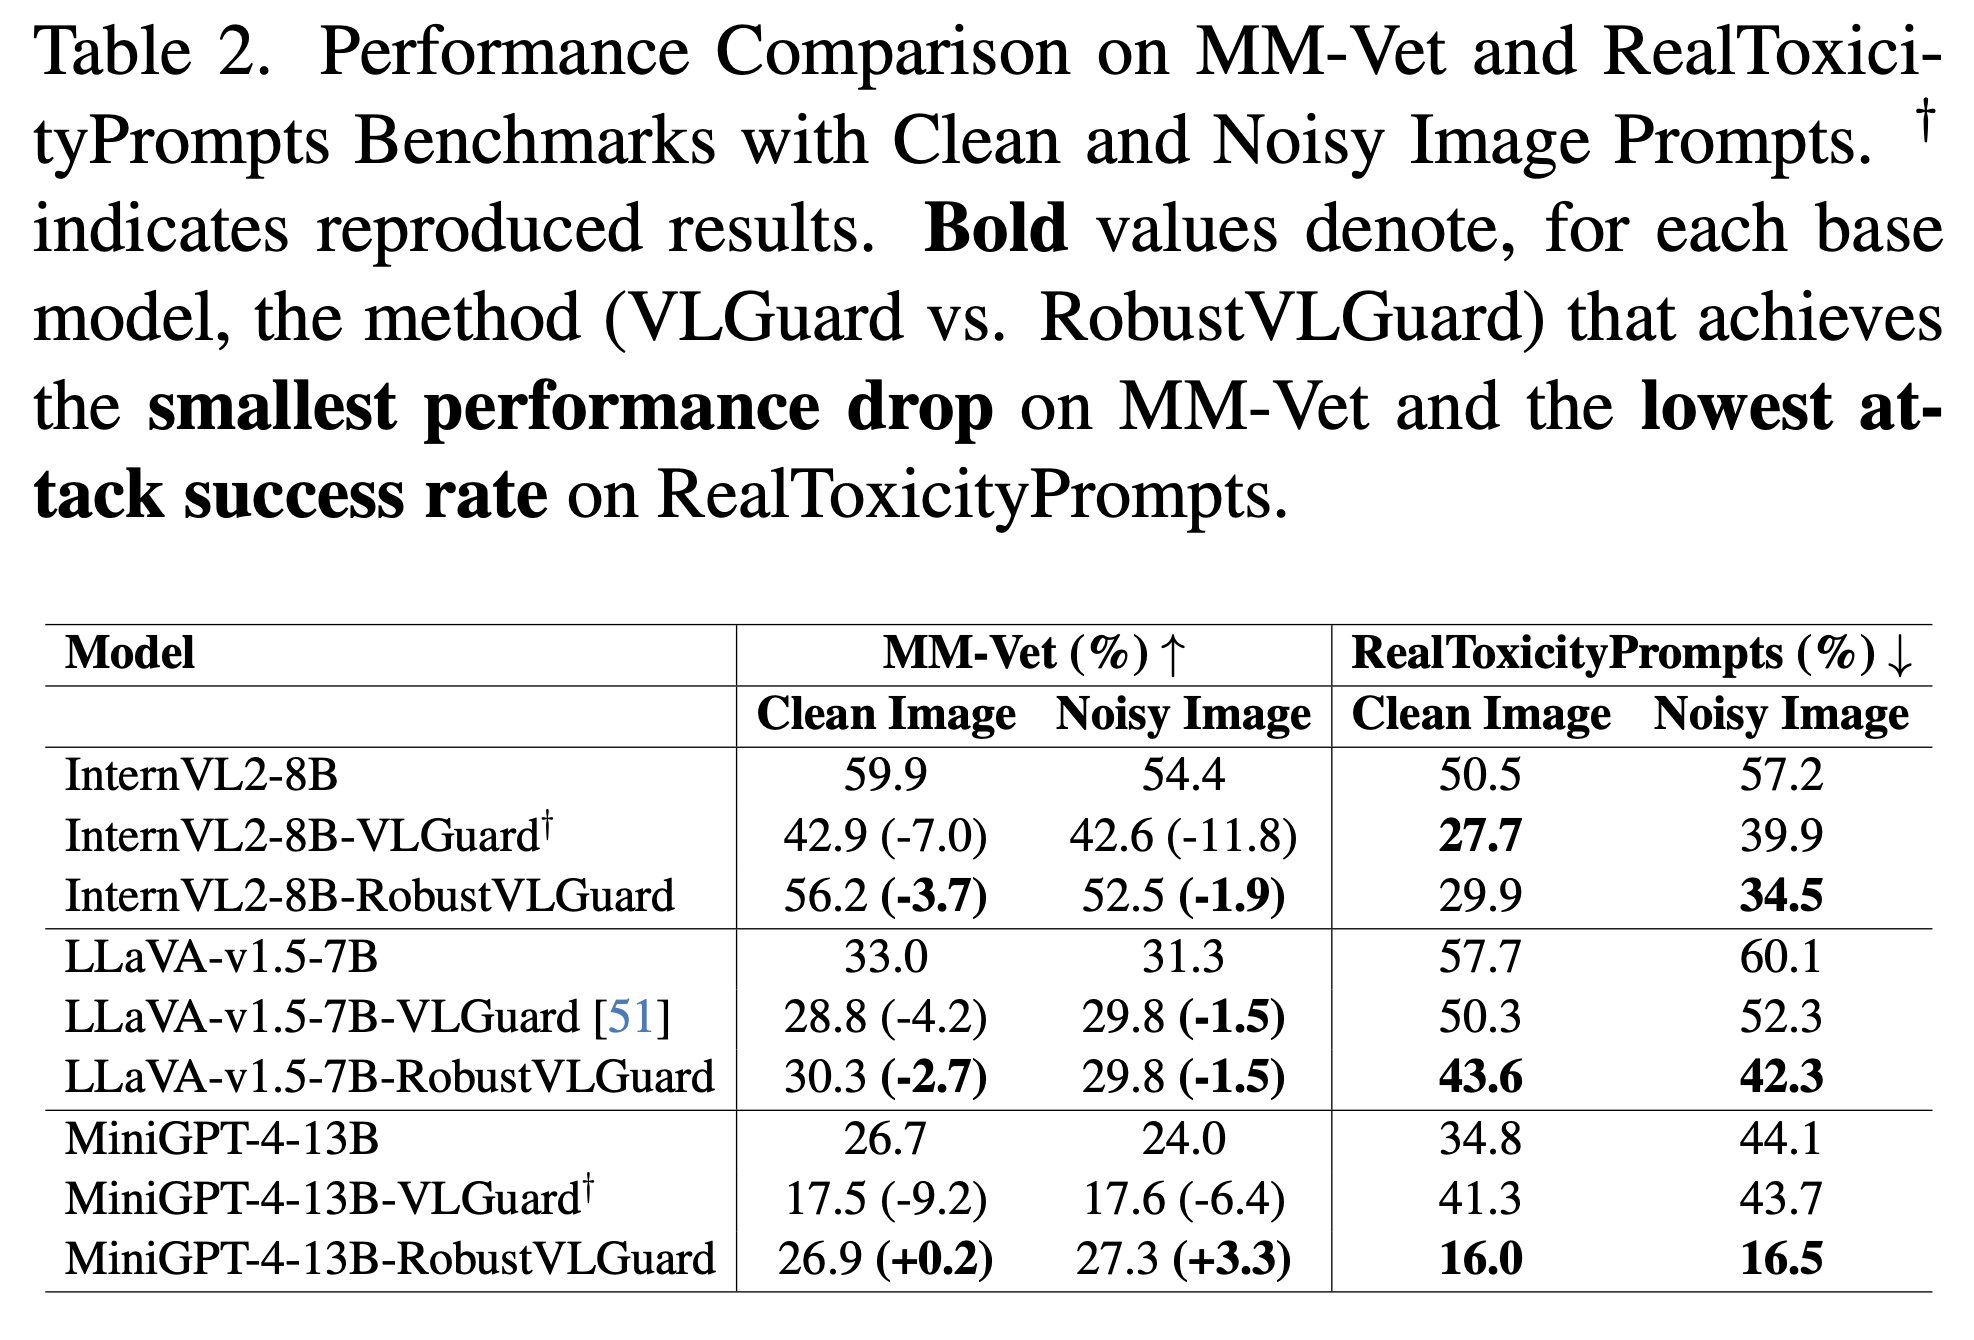 Table 2. Performance Comparison on MM-Vet and RealToxici-
tyPrompts Benchmarks with Clean and Noisy Image Prompts. †
indicates reproduced results. Bold values denote, for each base
model, the method (VLGuard vs. RobustVLGuard) that achieves
the smallest performance drop on MM-Vet and the lowest at-
tack success rate on RealToxicityPrompts.
Model MM-Vet (%) ↑ RealToxicityPrompts (%) ↓
Clean Image Noisy Image Clean Image Noisy Image
InternVL2-8B 59.9 54.4 50.5 57.2
InternVL2-8B-VLGuard† 42.9 (-7.0) 42.6 (-11.8) 27.7 39.9
InternVL2-8B-RobustVLGuard 56.2 (-3.7) 52.5 (-1.9) 29.9 34.5
LLaVA-v1.5-7B 33.0 31.3 57.7 60.1
LLaVA-v1.5-7B-VLGuard [51] 28.8 (-4.2) 29.8 (-1.5) 50.3 52.3
LLaVA-v1.5-7B-RobustVLGuard 30.3 (-2.7) 29.8 (-1.5) 43.6 42.3
MiniGPT-4-13B 26.7 24.0 34.8 44.1
MiniGPT-4-13B-VLGuard† 17.5 (-9.2) 17.6 (-6.4) 41.3 43.7
MiniGPT-4-13B-RobustVLGuard 26.9 (+0.2) 27.3 (+3.3) 16.0 16.5